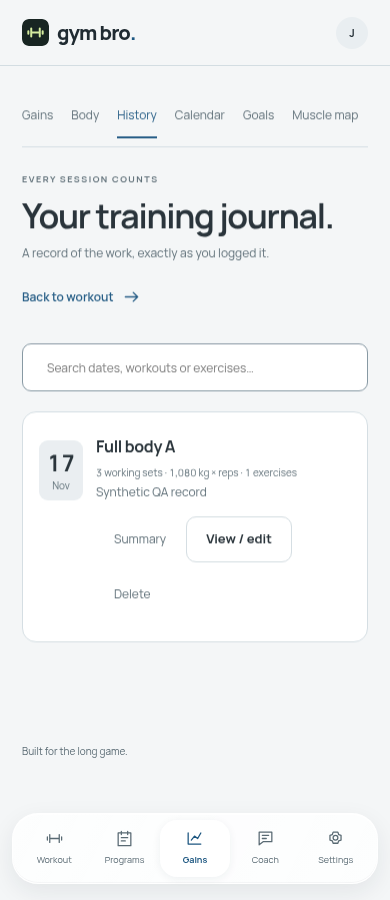 gym bro.
J
Gains Body History Calendar Goals Muscle map
EVERY SESSION COUNTS
Your training journal.
A record of the work, exactly as you logged it.
Back to workout →
Search dates, workouts or exercises...
17
Nov
Full body A
3 working sets · 1,080 kg × reps · 1 exercises
Synthetic QA record
Summary View / edit
Delete
Built for the long game.
Workout Programs Gains Coach Settings